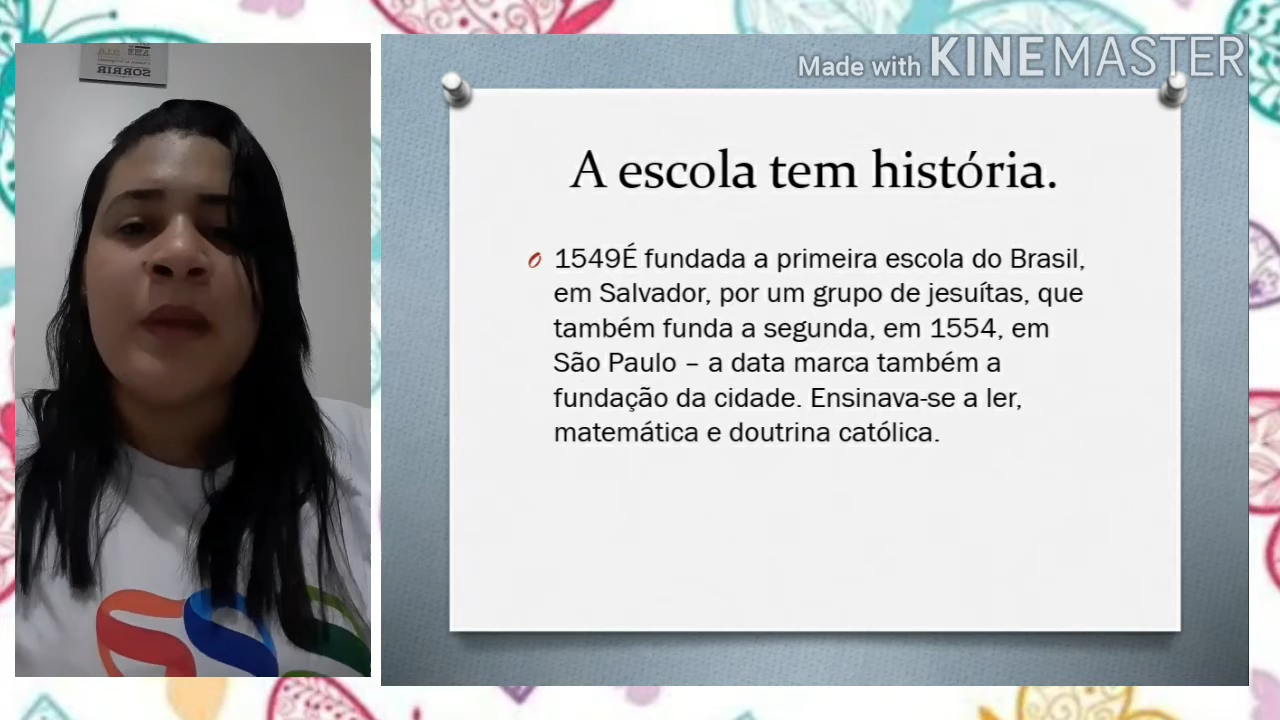 Made with KINEMASTER
SORRIR
A escola tem história.
1549É fundada a primeira escola do Brasil,
em Salvador, por um grupo de jesuítas, que
também funda a segunda, em 1554, em
São Paulo – a data marca também a
fundação da cidade. Ensinava-se a ler,
matemática e doutrina católica.